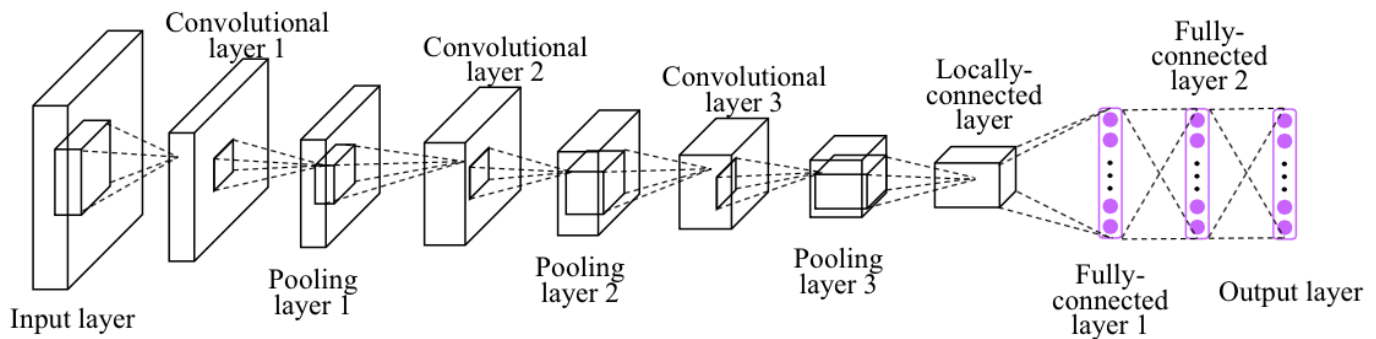 Input layer
Convolutional
layer 1
Pooling
layer 1
Convolutional
layer 2
Pooling
layer 2
Convolutional
layer 3
Pooling
layer 3
Locally-
connected
layer
Fully-
connected
layer 1
Fully-
connected
layer 2
Output layer